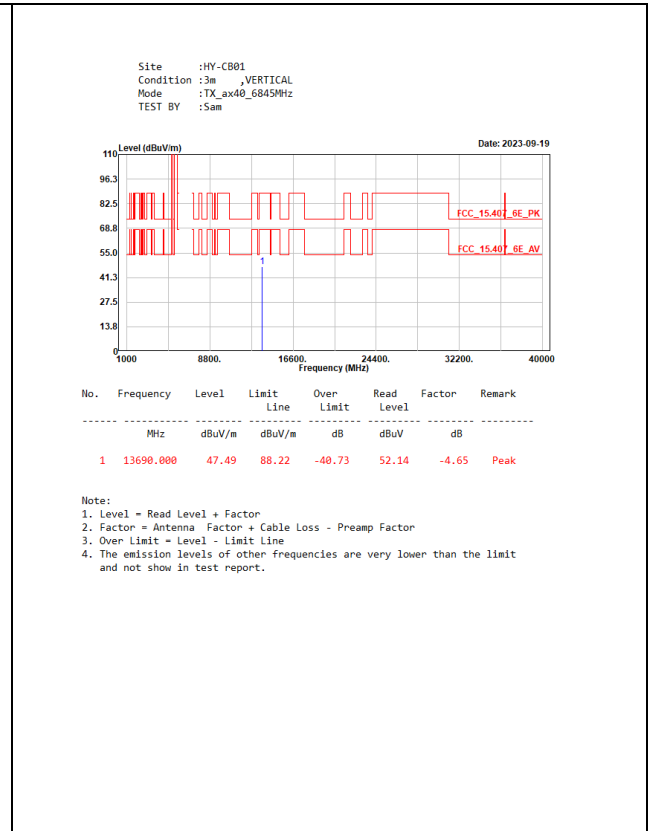 Site :HY-CB01
Condition :3m ,VERTICAL
Mode :TX_ax40_6845MHz
TEST BY :Sam
Level (dBuV/m) Date: 2023-09-19
110
96.3
82.5
FCC_15.407_6E_PK
68.8
FCC_15.407_6E_AV
55.0
1
41.3
27.5
13.8
0
1000 8800. 16600. 24400. 32200. 40000
Frequency (MHz)
No. Frequency Level Limit Over Read Factor Remark
Line Limit Level
------ ----------- -------- -------- --------- --------- -------- ---------
MHz dBuV/m dBuV/m dB dBuV dB
1 13690.000 47.49 88.22 -40.73 52.14 -4.65 Peak
Note:
1. Level = Read Level + Factor
2. Factor = Antenna Factor + Cable Loss - Preamp Factor
3. Over Limit = Level - Limit Line
4. The emission levels of other frequencies are very lower than the limit
and not show in test report.